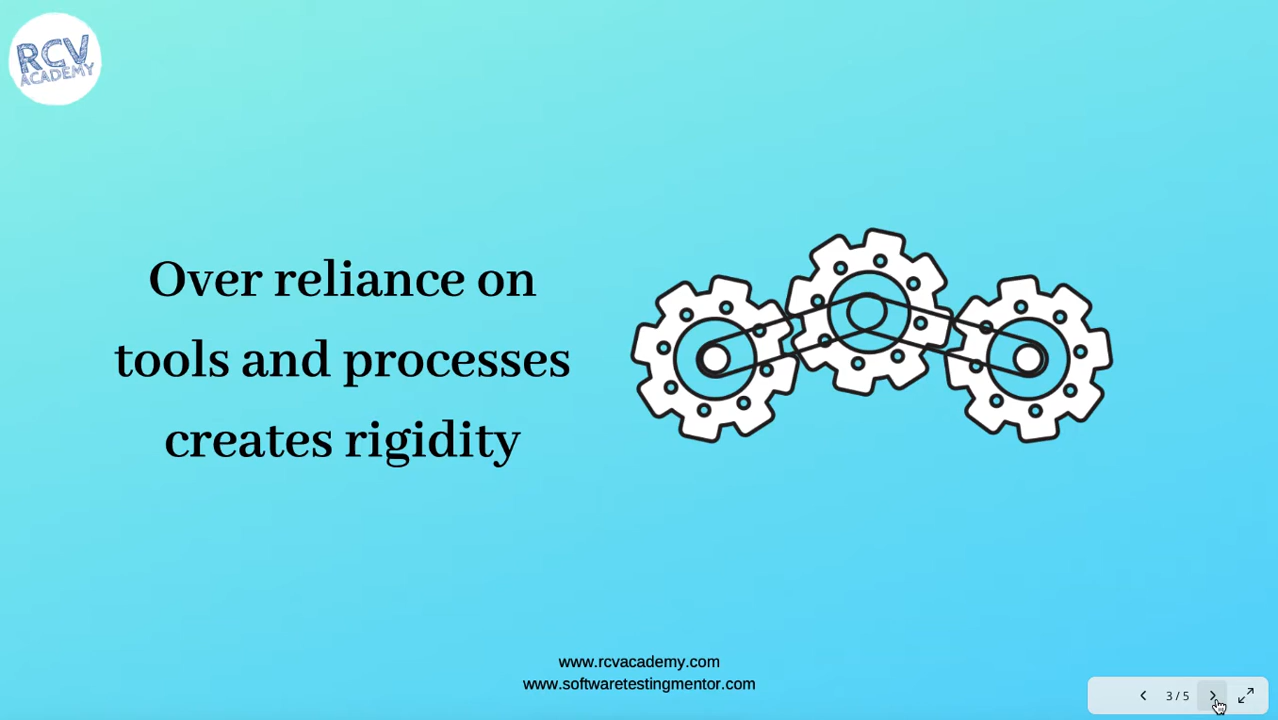 RCV
ACADEMY
Over reliance on
tools and processes
creates rigidity
www.rcvacademy.com
www.softwaretestingmentor.com
3 / 5